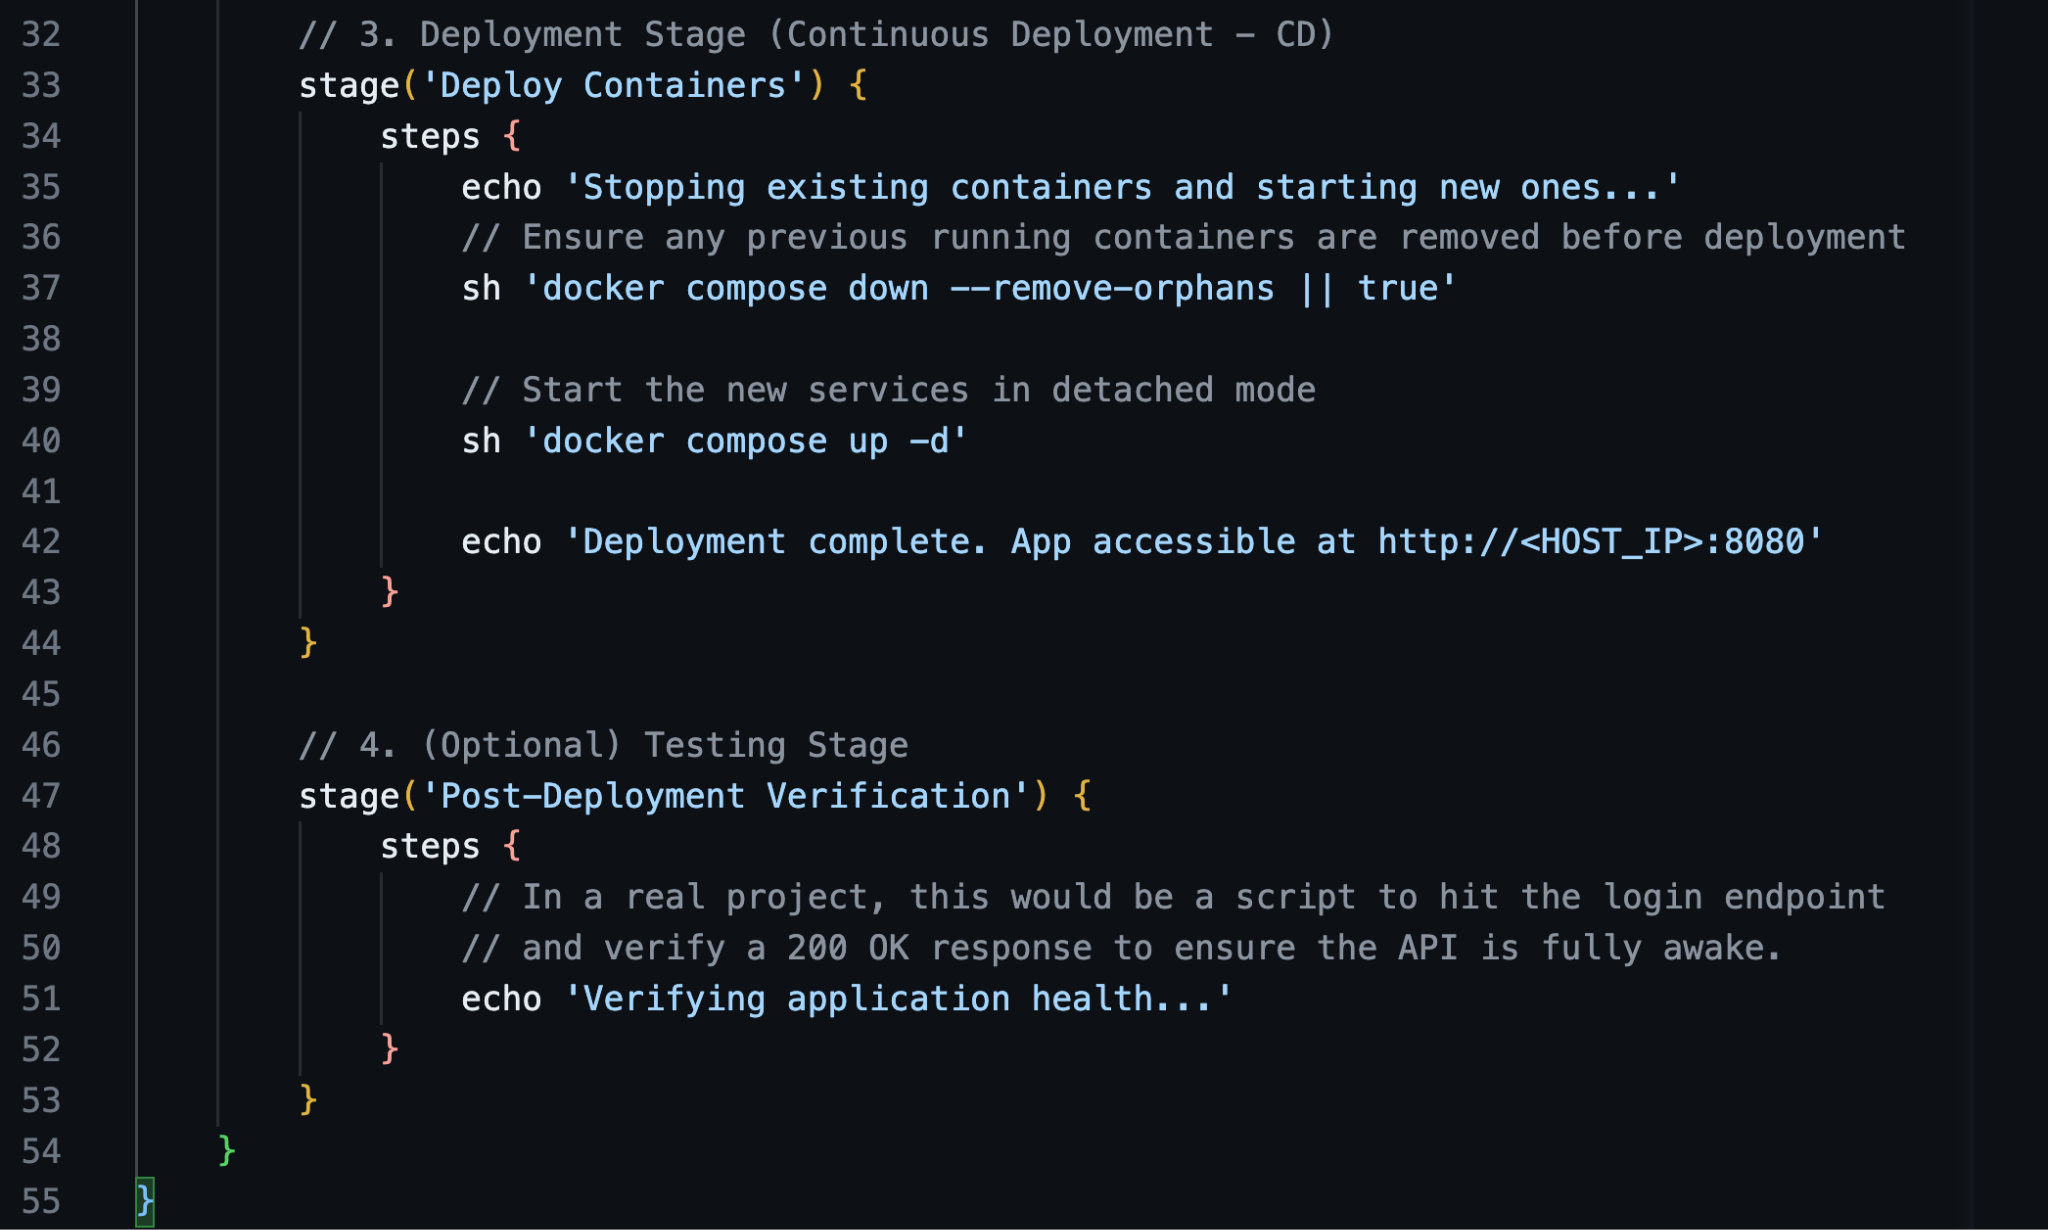 32 // 3. Deployment Stage (Continuous Deployment - CD)
33 stage('Deploy Containers') {
34 steps {
35 echo 'Stopping existing containers and starting new ones...'
36 // Ensure any previous running containers are removed before deployment
37 sh 'docker compose down --remove-orphans || true'
38
39 // Start the new services in detached mode
40 sh 'docker compose up -d'
41
42 echo 'Deployment complete. App accessible at http://<HOST_IP>:8080'
43 }
44 }
45
46 // 4. (Optional) Testing Stage
47 stage('Post-Deployment Verification') {
48 steps {
49 // In a real project, this would be a script to hit the login endpoint
50 // and verify a 200 OK response to ensure the API is fully awake.
51 echo 'Verifying application health...'
52 }
53 }
54 }
55 }